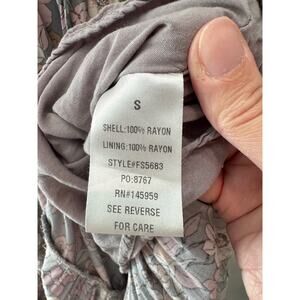 S
SHELL:100% RAYON
LINING:100% RAYON
STYLE#FS5683
PO:8767
RN#145959
SEE REVERSE
FOR CARE